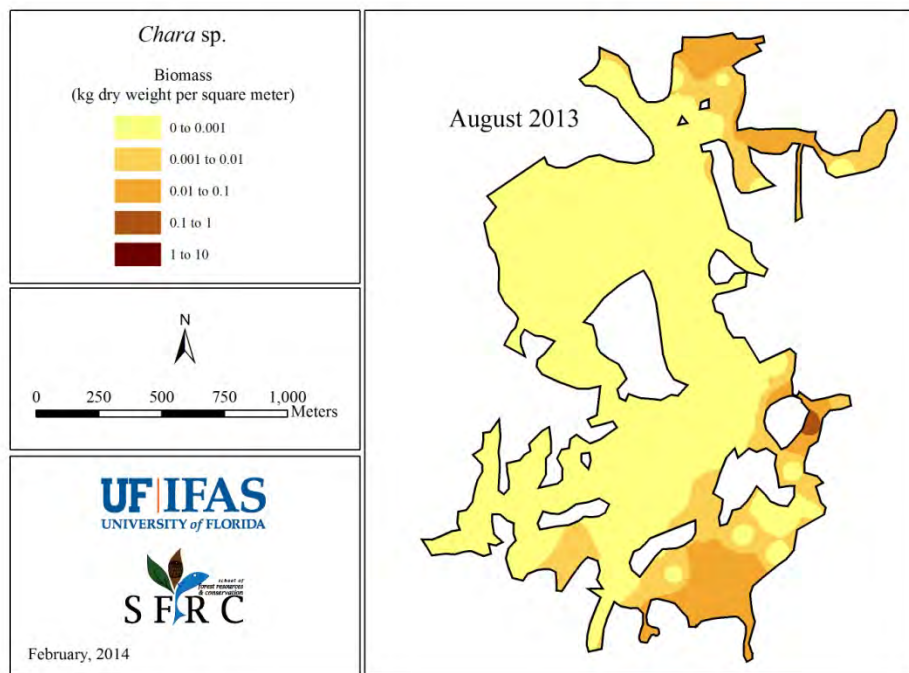 Chara sp.
Biomass
(kg dry weight per square meter)
0 to 0.001
0.001 to 0.01
0.01 to 0.1
0.1 to 1
1 to 10
N
0 250 500 750 1,000
Meters
UF|IFAS
UNIVERSITY of FLORIDA
school of
forest resources
& conservation
SFRC
February, 2014
August 2013